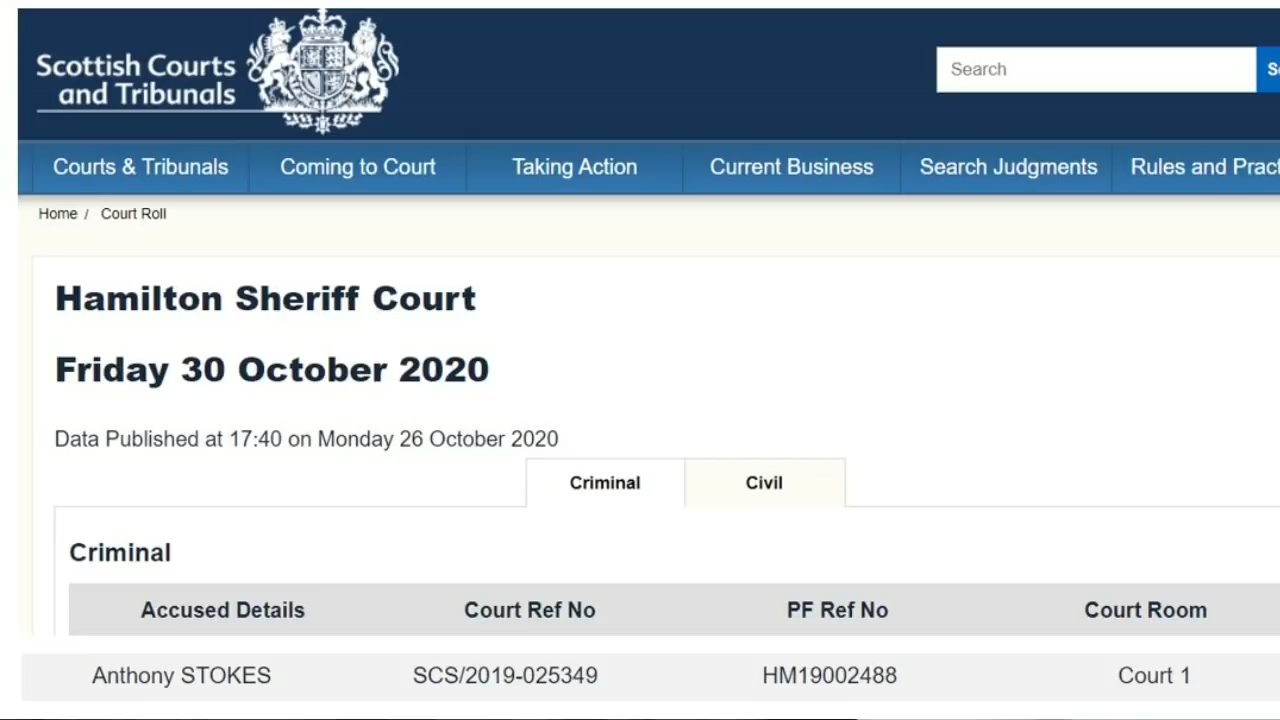 Scottish Courts
and Tribunals
Search
Courts & Tribunals Coming to Court Taking Action Current Business Search Judgments Rules and Pract
Home / Court Roll
Hamilton Sheriff Court
Friday 30 October 2020
Data Published at 17:40 on Monday 26 October 2020
Criminal Civil
Criminal
Accused Details Court Ref No PF Ref No Court Room
Anthony STOKES SCS/2019-025349 HM19002488 Court 1